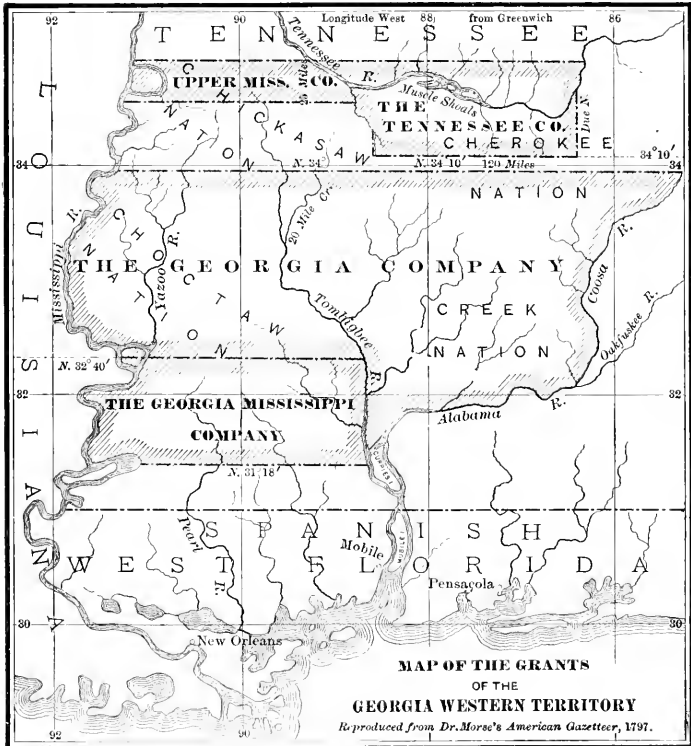 92
90
Longitude West 88 from Greenwich
86
TENNESSEE
Tennessee
R.
UPPER MISS. CO.
25 Miles
Muscle Shoals
THE
TENNESSEE CO.
Due N.
CHEROKEE
CHICKASAW
NATION
34
N. 34°
N. 34 10'
120 Miles
34°10'
NATION
LOUISIANA
Mississippi R.
CHOCTAW
NATION
Yazoo R.
20 Mile Cr.
THE GEORGIA COMPANY
CREEK
NATION
Coosa R.
Oakfuskee R.
Tombigbee R.
N. 32° 40'
32
32
THE GEORGIA MISSISSIPPI
COMPANY
Alabama R.
N. 31°18'
SPANISH
WEST FLORIDA
Pearl R.
Mobile
MOBILE
Pensacola
30
30
New Orleans
MAP OF THE GRANTS
OF THE
GEORGIA WESTERN TERRITORY
Reproduced from Dr. Morse's American Gazetteer, 1797.
92
90